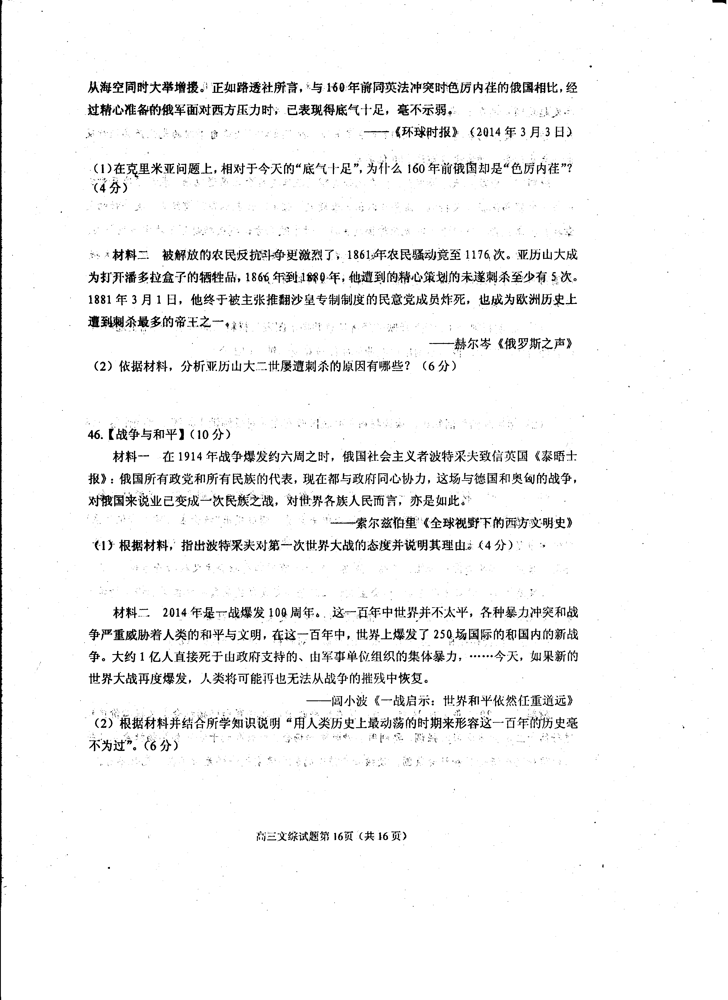 从海空同时大举增援。正如路透社所言，与160年前同英法冲突时色厉内荏的俄国相比，经
过精心准备的俄军面对西方压力时，已表现得底气十足，毫不示弱。
——《环球时报》（2014年3月3日）
（1）在克里米亚问题上，相对于今天的“底气十足”，为什么160年前俄国却是“色厉内荏”？
（4分）
材料二 被解放的农民反抗斗争更激烈了，1861年农民骚动竟至1176次。亚历山大成
为打开潘多拉盒子的牺牲品，1866年到1880年，他遭到的精心策划的未遂刺杀至少有5次。
1881年3月1日，他终于被主张推翻沙皇专制制度的民意党成员炸死，也成为欧洲历史上
遭到刺杀最多的帝王之一。
——赫尔岑《俄罗斯之声》
（2）依据材料，分析亚历山大二世屡遭刺杀的原因有哪些？（6分）
46.【战争与和平】（10分）
材料一 在1914年战争爆发约六周之时，俄国社会主义者波特采夫致信英国《泰晤士
报》：俄国所有政党和所有民族的代表，现在都与政府同心协力，这场与德国和奥匈的战争，
对俄国来说业已变成一次民族之战，对世界各族人民而言，亦是如此。
——索尔兹伯里《全球视野下的西方文明史》
（1）根据材料，指出波特采夫对第一次世界大战的态度并说明其理由。（4分）
材料二 2014年是一战爆发100周年。这一百年中世界并不太平，各种暴力冲突和战
争严重威胁着人类的和平与文明，在这一百年中，世界上爆发了250场国际的和国内的新战
争。大约1亿人直接死于由政府支持的、由军事单位组织的集体暴力，……今天，如果新的
世界大战再度爆发，人类将可能再也无法从战争的摧残中恢复。
——闾小波《一战启示：世界和平依然任重道远》
（2）根据材料并结合所学知识说明“用人类历史上最动荡的时期来形容这一百年的历史毫
不为过”。（6分）
高三文综试题第16页（共16页）